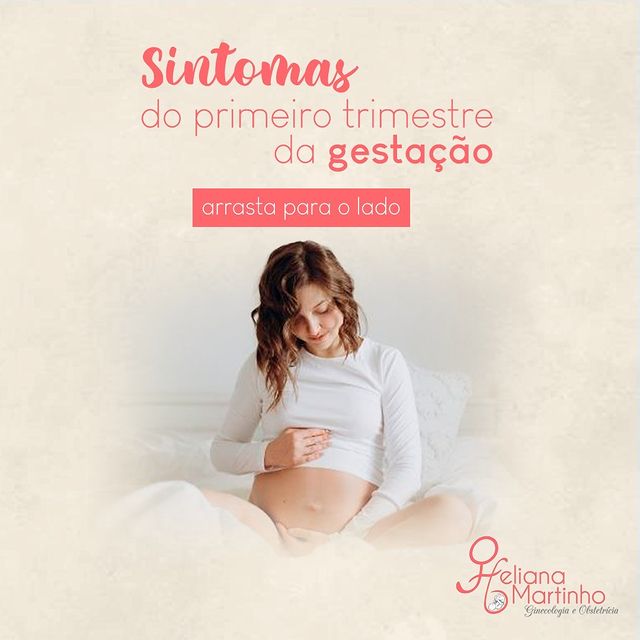 Sintomas
do primeiro trimestre
da gestação
arrasta para o lado
Heliana
Martinho
Ginecologia e Obstetrícia